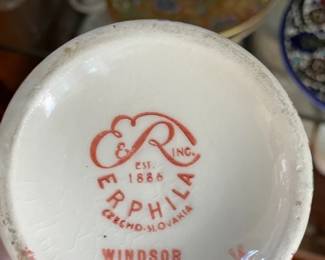 E&R INC.
EST.
1886
ERPHILA
CZECHO-SLOVAKIA
WINDSOR